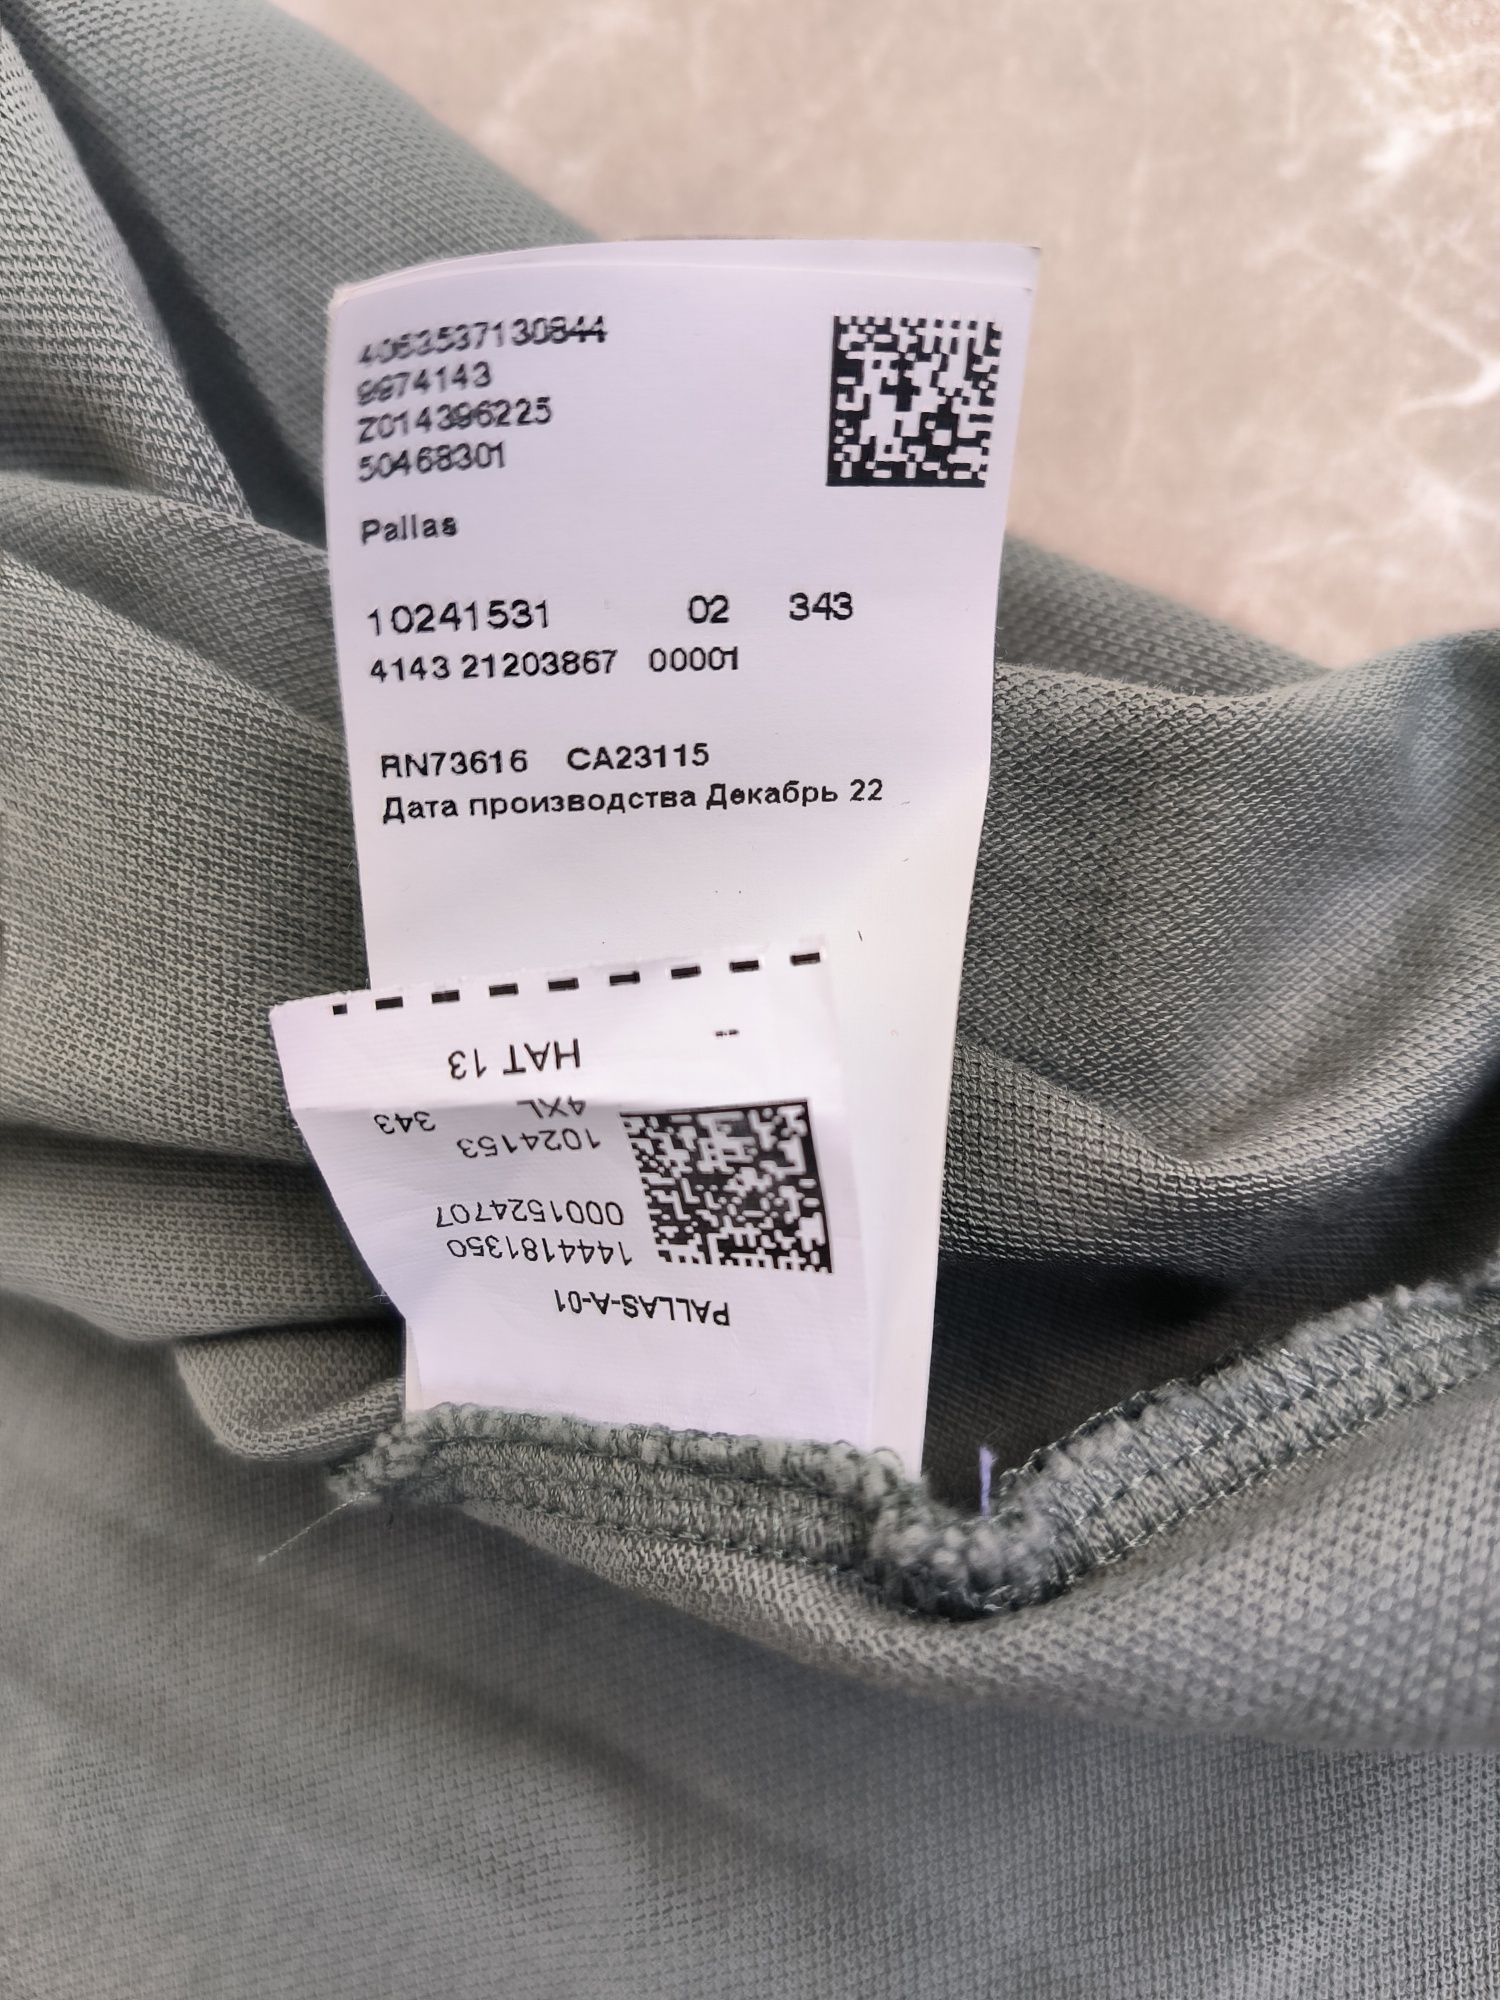 4063537130844
9974143
Z014396225
50468301
Pallas
10241531 02 343
4143 21203867 00001
RN73616 CA23115
Дата производства Декабрь 22
PALLAS-A-01
1444181350
0001524707
1024153 343
4XL
HAT 13
--